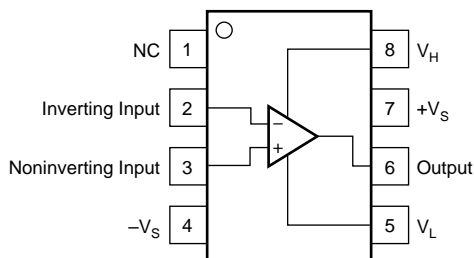 NC 1 8 V_H
Inverting Input 2 − 7 +V_S
Noninverting Input 3 + 6 Output
–V_S 4 5 V_L